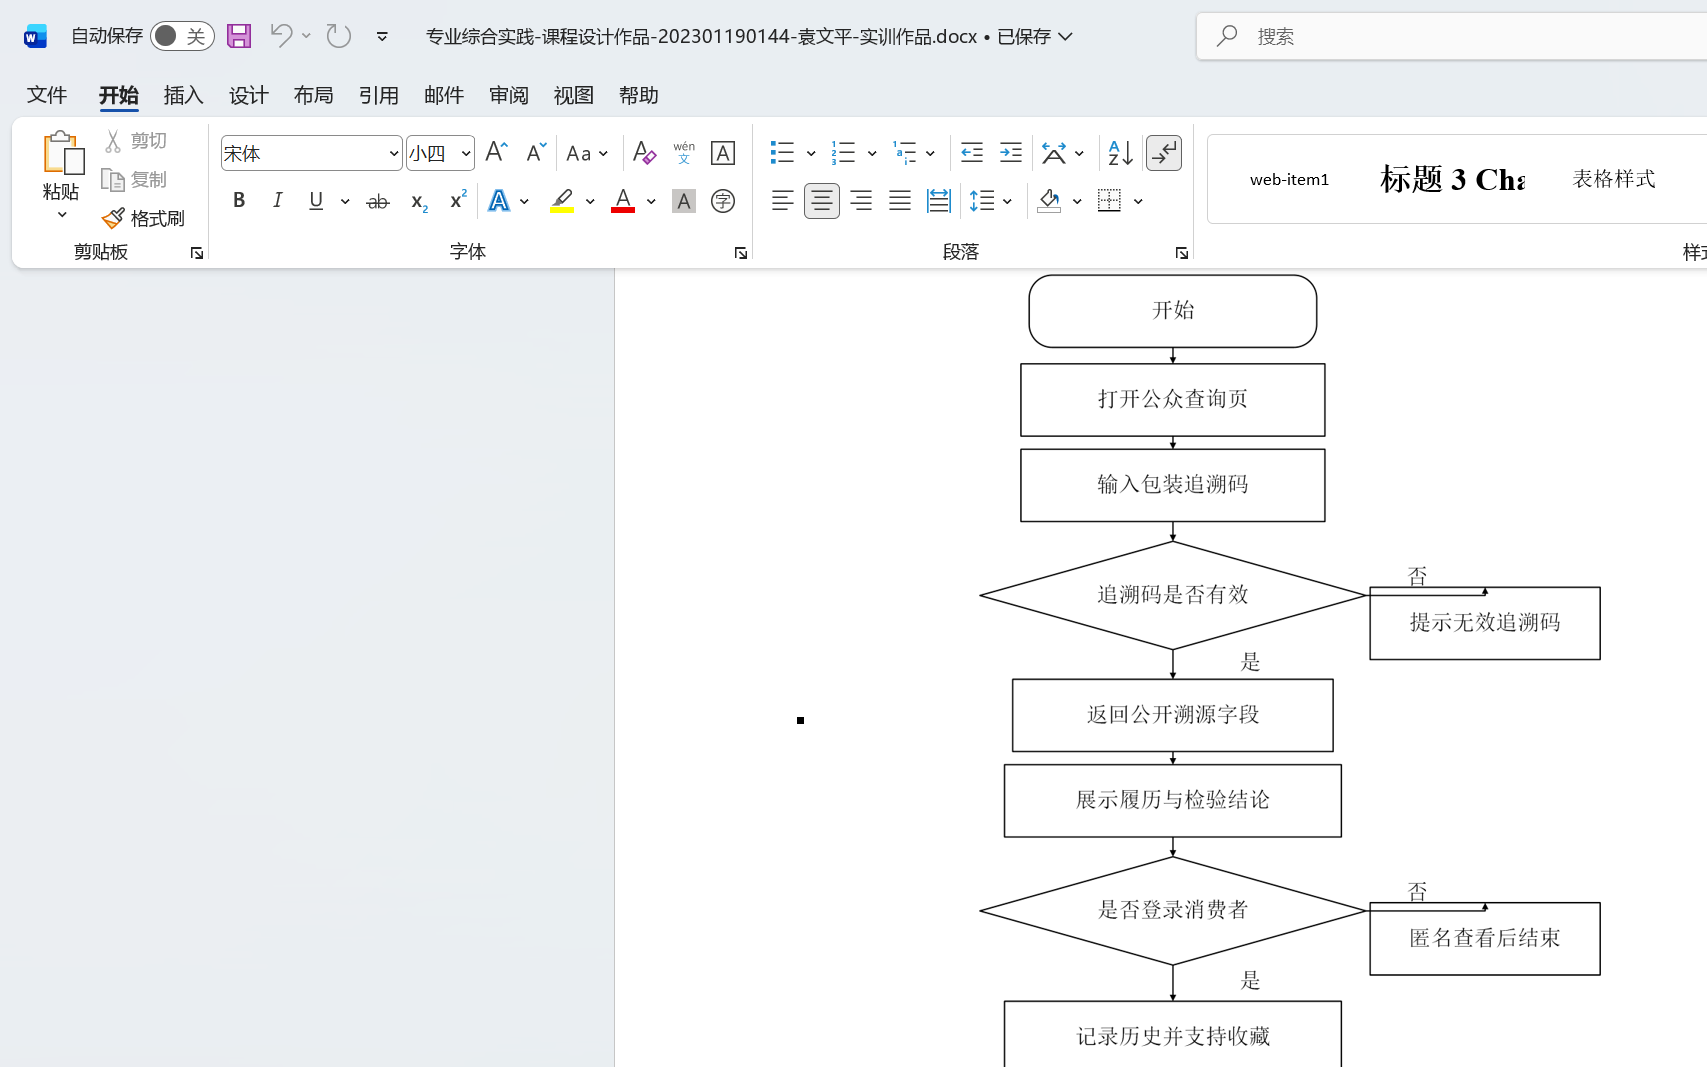 自动保存 关 专业综合实践-课程设计作品-202301190144-袁文平-实训作品.docx • 已保存 搜索
文件 开始 插入 设计 布局 引用 邮件 审阅 视图 帮助
粘贴
剪切
复制
格式刷
剪贴板
宋体 小四
字体
段落
web-item1 标题 3 Cha 表格样式
样式
开始
打开公众查询页
输入包装追溯码
追溯码是否有效
否
提示无效追溯码
是
返回公开溯源字段
展示履历与检验结论
是否登录消费者
否
匿名查看后结束
是
记录历史并支持收藏